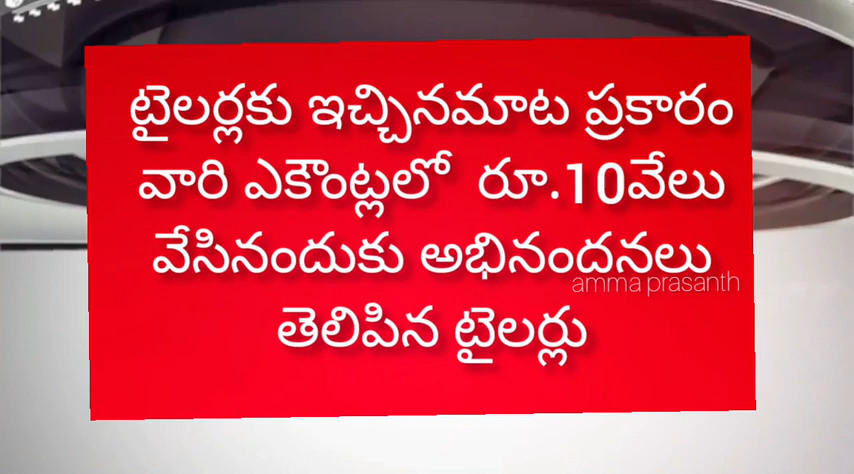 టైలర్లకు ఇచ్చినమాట ప్రకారం
వారి ఎకౌంట్లలో రూ.10వేలు
వేసినందుకు అభినందనలు
amma prasanth
తెలిపిన టైలర్లు